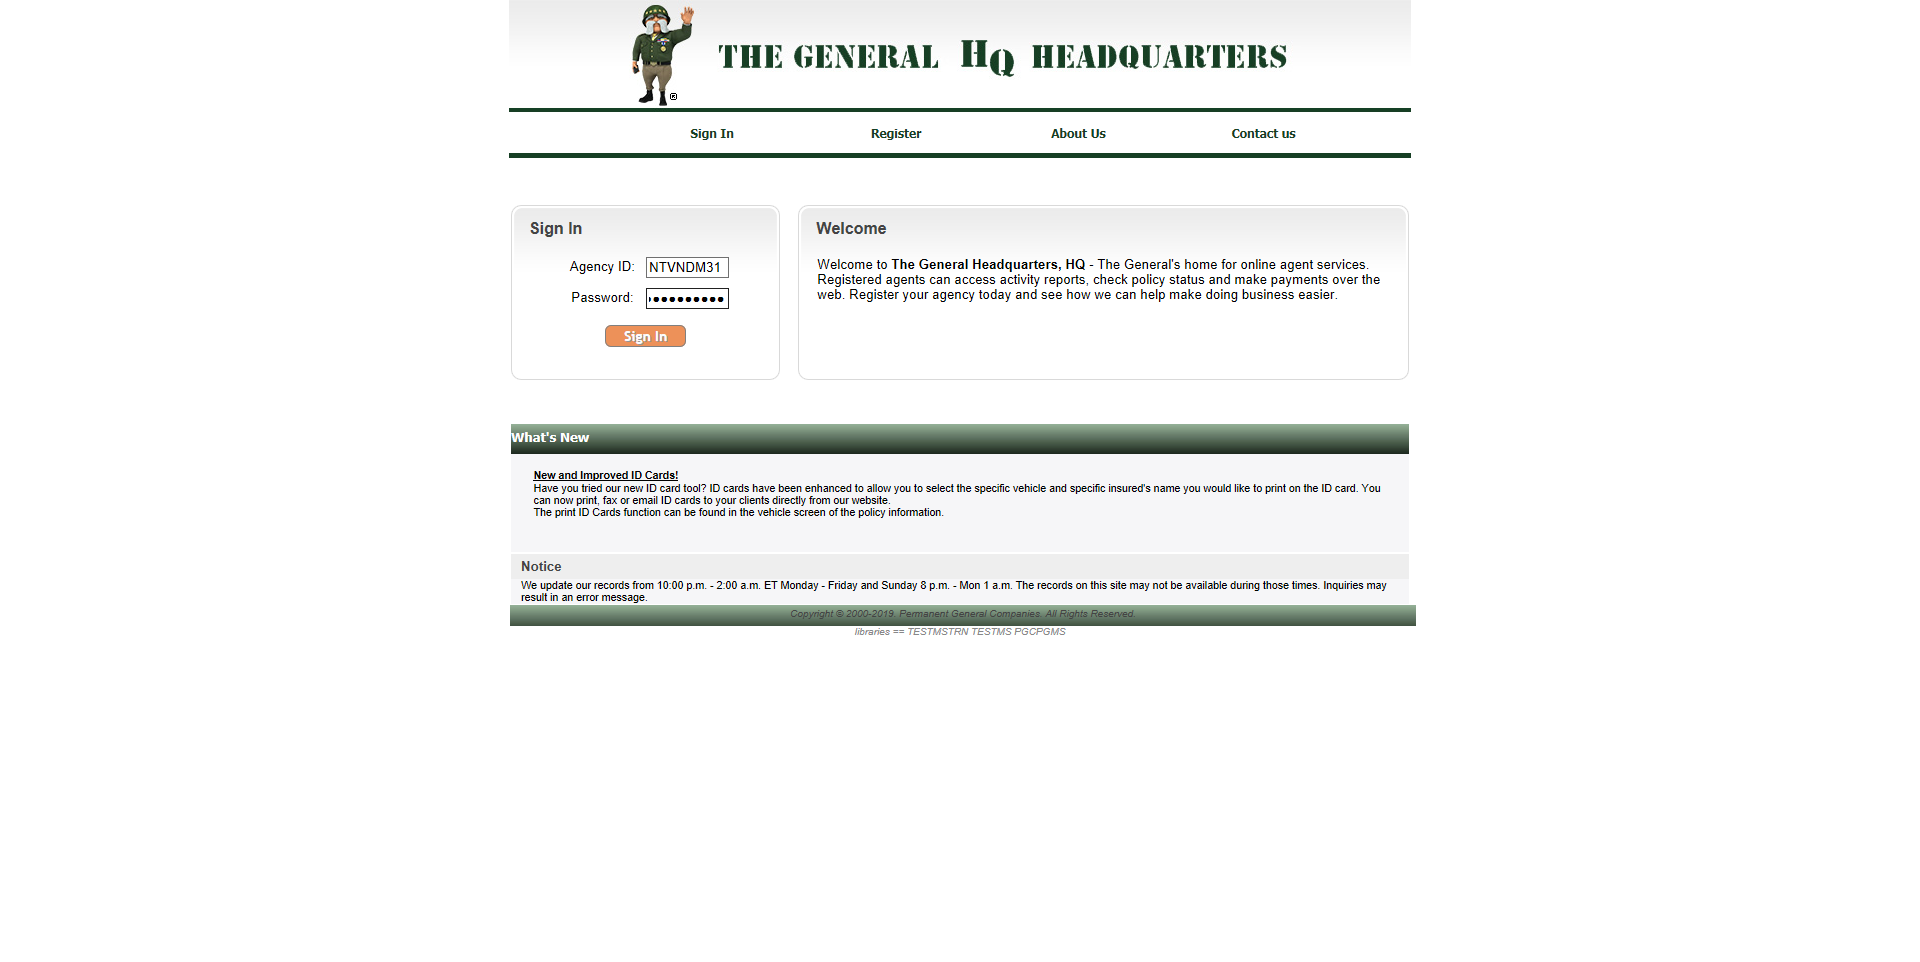 THE GENERAL HQ HEADQUARTERS
®
Sign In Register About Us Contact us
Sign In
Agency ID: NTVNDM31
Password: ••••••••••
Sign In
Welcome
Welcome to The General Headquarters, HQ - The General's home for online agent services.
Registered agents can access activity reports, check policy status and make payments over the
web. Register your agency today and see how we can help make doing business easier.
What's New
New and Improved ID Cards!
Have you tried our new ID card tool? ID cards have been enhanced to allow you to select the specific vehicle and specific insured's name you would like to print on the ID card. You
can now print, fax or email ID cards to your clients directly from our website.
The print ID Cards function can be found in the vehicle screen of the policy information.
Notice
We update our records from 10:00 p.m. - 2:00 a.m. ET Monday - Friday and Sunday 8 p.m. - Mon 1 a.m. The records on this site may not be available during those times. Inquiries may
result in an error message.
Copyright © 2000-2019. Permanent General Companies. All Rights Reserved.
libraries == TESTMSTRN TESTMS PGCPGMS